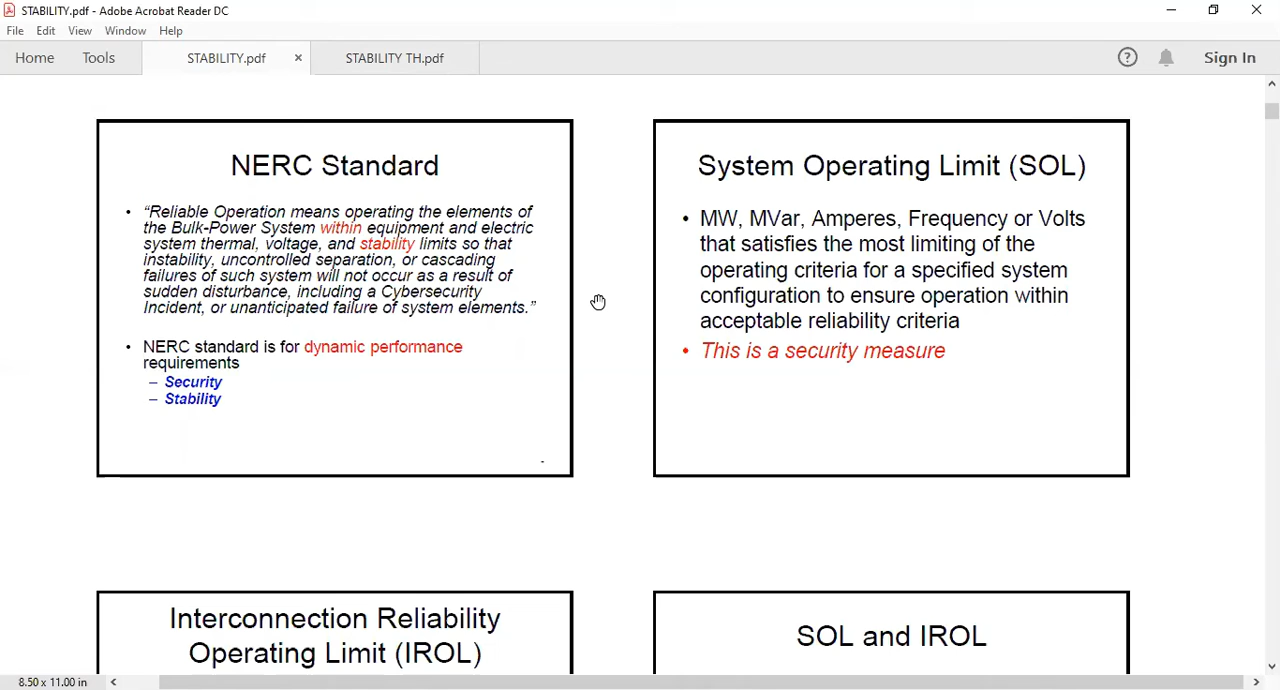 STABILITY.pdf - Adobe Acrobat Reader DC
File Edit View Window Help
Home Tools STABILITY.pdf × STABILITY TH.pdf ? Sign In
NERC Standard
• “Reliable Operation means operating the elements of
the Bulk-Power System within equipment and electric
system thermal, voltage, and stability limits so that
instability, uncontrolled separation, or cascading
failures of such system will not occur as a result of
sudden disturbance, including a Cybersecurity
Incident, or unanticipated failure of system elements.”
• NERC standard is for dynamic performance
requirements
– Security
– Stability
System Operating Limit (SOL)
• MW, MVar, Amperes, Frequency or Volts
that satisfies the most limiting of the
operating criteria for a specified system
configuration to ensure operation within
acceptable reliability criteria
• This is a security measure
Interconnection Reliability
Operating Limit (IROL)
SOL and IROL
8.50 x 11.00 in